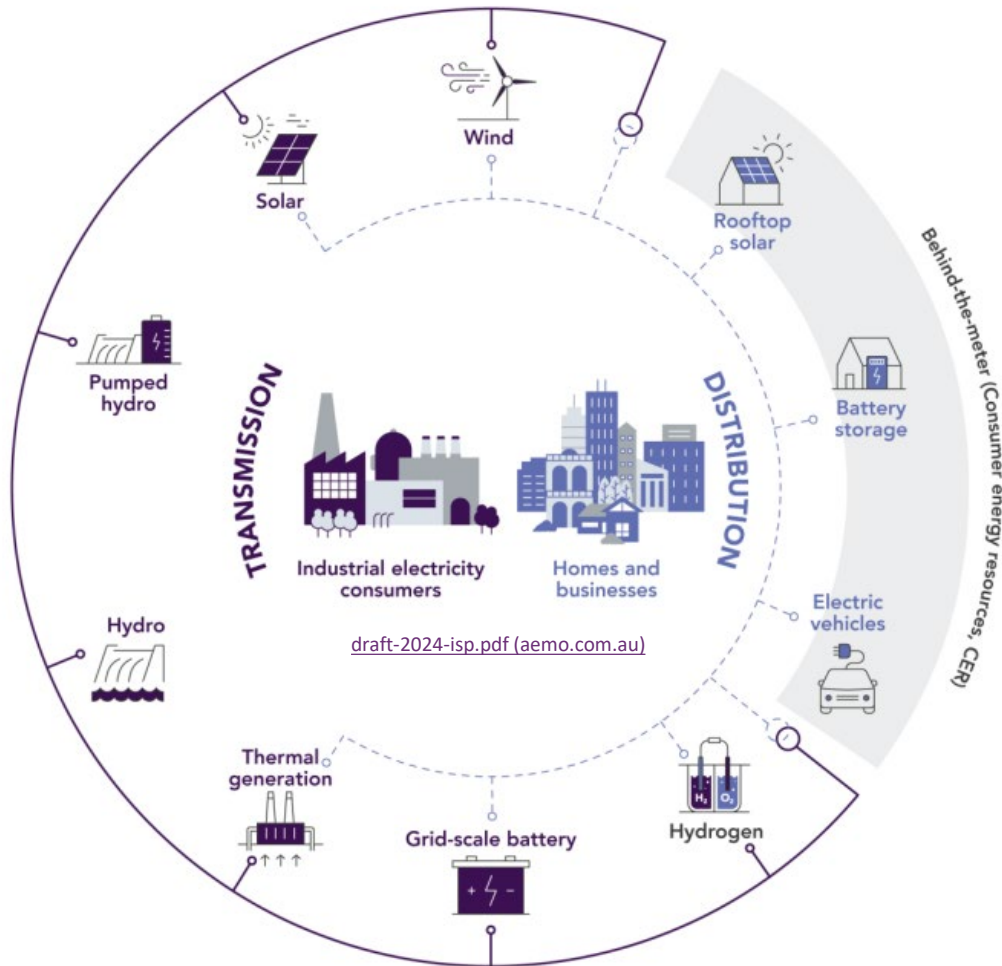 Wind
Solar
Rooftop
solar
Behind-the-meter (Consumer energy resources, CER)
Pumped
hydro
Battery
storage
TRANSMISSION
DISTRIBUTION
Industrial electricity
consumers
Homes and
businesses
draft-2024-isp.pdf (aemo.com.au)
Electric
vehicles
Hydro
Thermal
generation
Grid-scale battery
+ -
H₂ O₂
Hydrogen